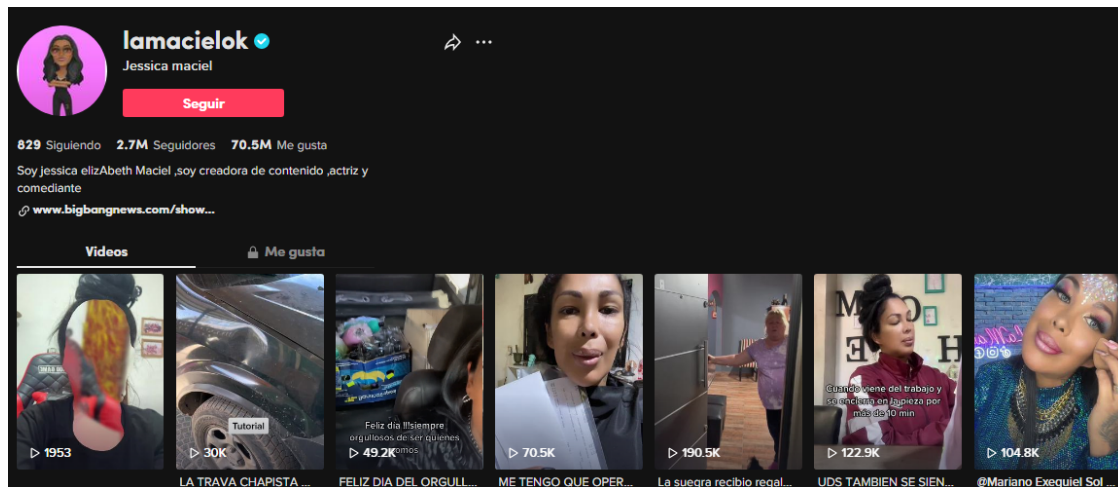 lamacielok
Jessica maciel
Seguir
829 Siguiendo 2.7M Seguidores 70.5M Me gusta
Soy jessica elizAbeth Maciel ,soy creadora de contenido ,actriz y
comediante
www.bigbangnews.com/show...
Videos
Me gusta
1953
Tutorial
30K
LA TRAVA CHAPISTA ...
Feliz día !!!siempre
orgullosos de ser quienes
somos
49.2K
FELIZ DIA DEL ORGULL...
70.5K
ME TENGO QUE OPER...
190.5K
La suegra recibio regal...
Cuando viene del trabajo y
se encierra en la pieza por
más de 10 min
122.9K
UDS TAMBIEN SE SIEN...
104.8K
@Mariano Exequiel Sol ...